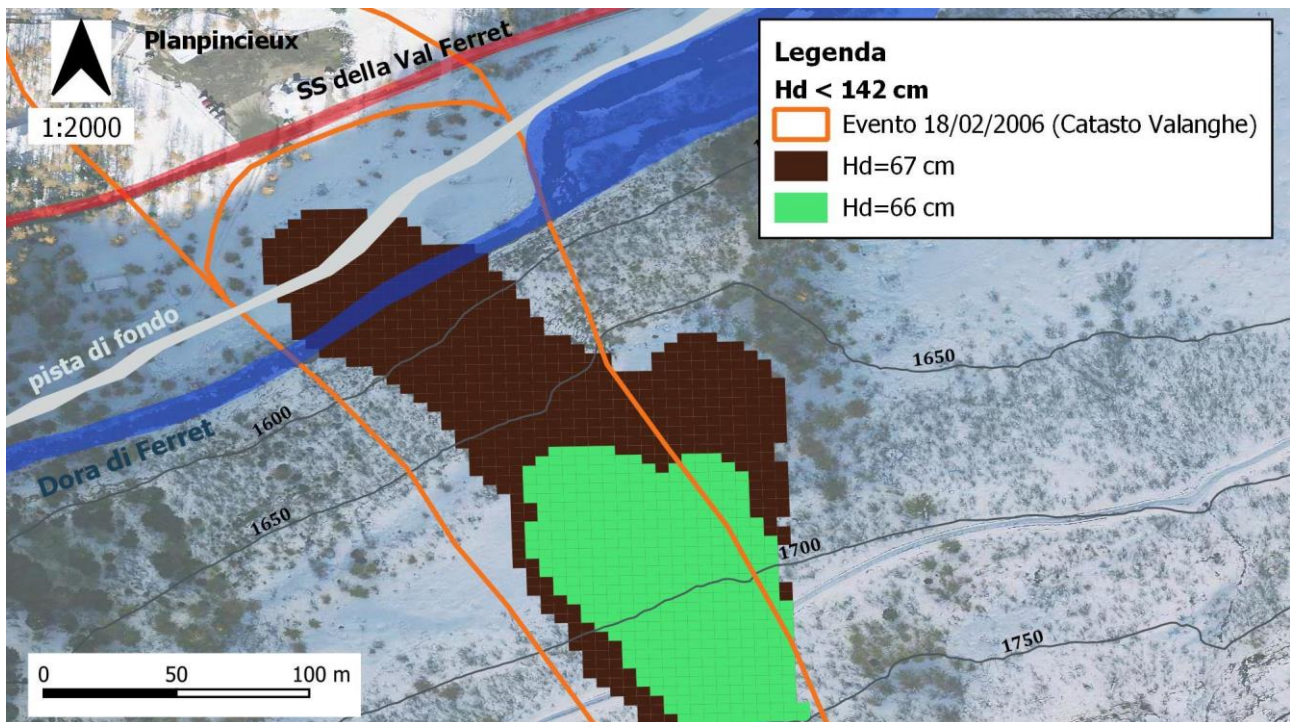 Planpincieux
SS della Val Ferret
1:2000
Legenda
Hd < 142 cm
Evento 18/02/2006 (Catasto Valanghe)
Hd=67 cm
Hd=66 cm
pista di fondo
Dora di Ferret
1600
1650
1650
1700
1750
0 50 100 m